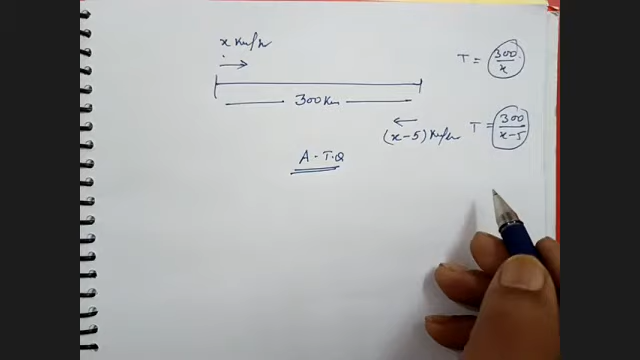 x Km/h
T = 300/x
300 Km
(x-5) Km/h
T = 300/x-5
A.T.Q